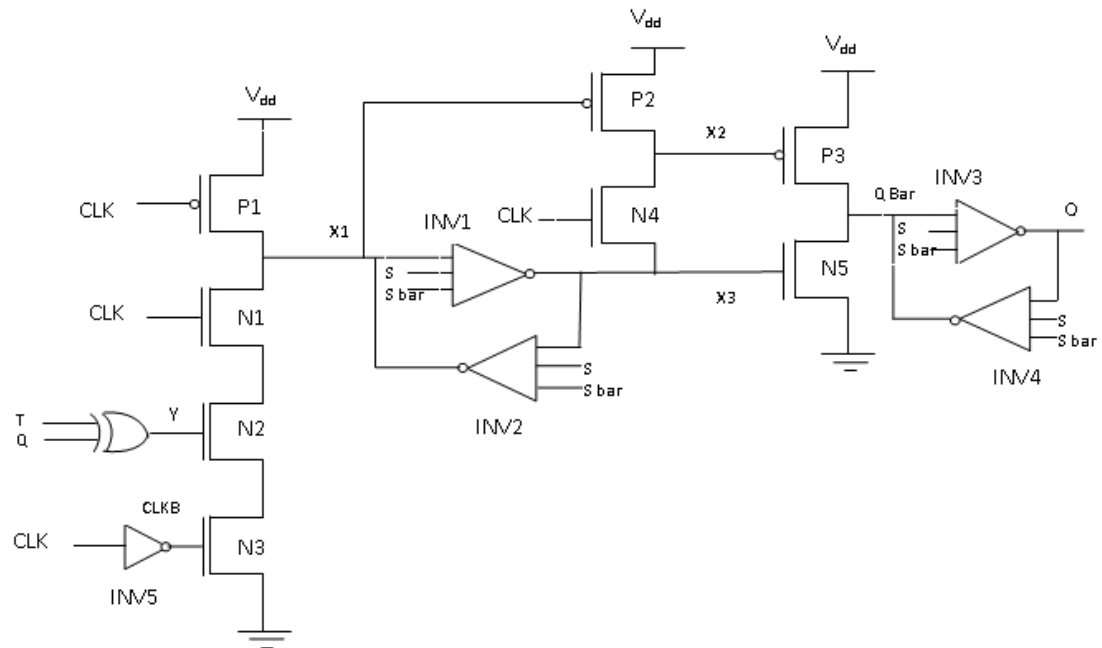 Vdd
Vdd
P2
Vdd
X2
P3
P1
CLK
INV3
Q Bar
Q
X1
INV1
CLK
N4
S
S bar
S
S bar
N5
CLK
N1
X3
S
S bar
S
S bar
INV4
T
Q
Y
N2
INV2
CLKB
CLK
N3
INV5